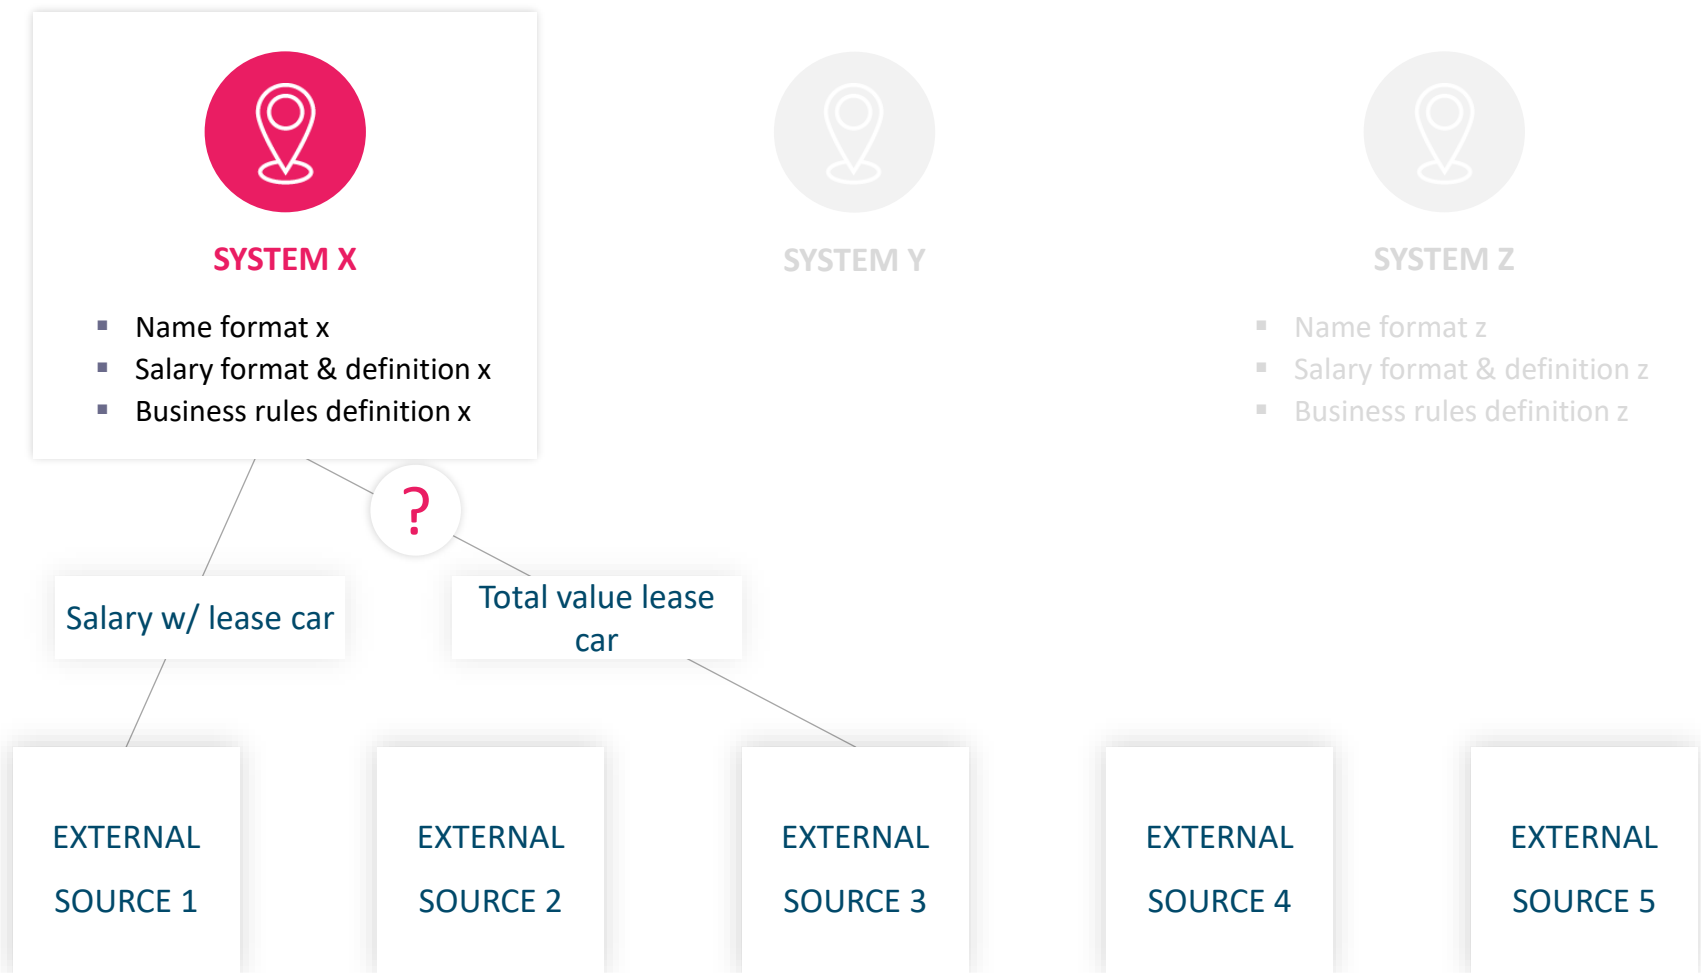 SYSTEM X
▪ Name format x
▪ Salary format & definition x
▪ Business rules definition x
SYSTEM Y
SYSTEM Z
▪ Name format z
▪ Salary format & definition z
▪ Business rules definition z
?
Salary w/ lease car
Total value lease
car
EXTERNAL
SOURCE 1
EXTERNAL
SOURCE 2
EXTERNAL
SOURCE 3
EXTERNAL
SOURCE 4
EXTERNAL
SOURCE 5